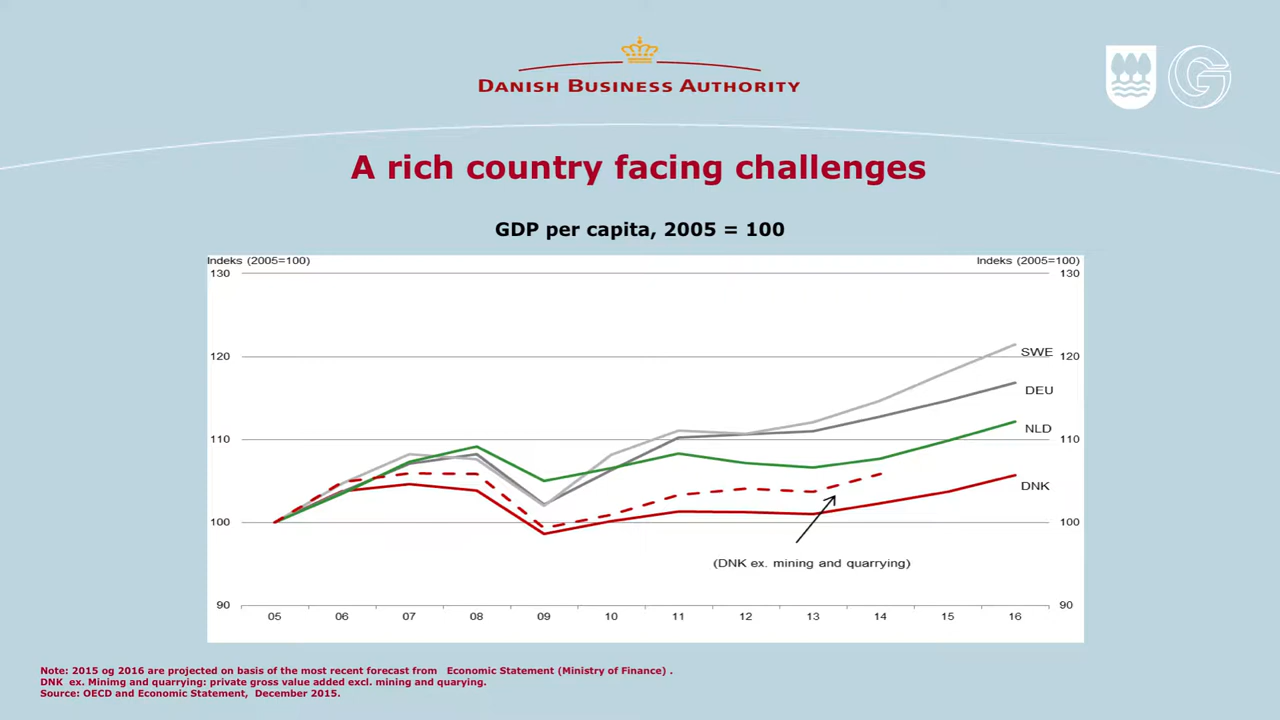 DANISH BUSINESS AUTHORITY
A rich country facing challenges
GDP per capita, 2005 = 100
Indeks (2005=100) Indeks (2005=100)
130 130
SWE
120 120
DEU
NLD
110 110
DNK
100 100
(DNK ex. mining and quarrying)
90 90
05 06 07 08 09 10 11 12 13 14 15 16
Note: 2015 og 2016 are projected on basis of the most recent forecast from Economic Statement (Ministry of Finance) .
DNK ex. Minimg and quarrying: private gross value added excl. mining and quarying.
Source: OECD and Economic Statement, December 2015.